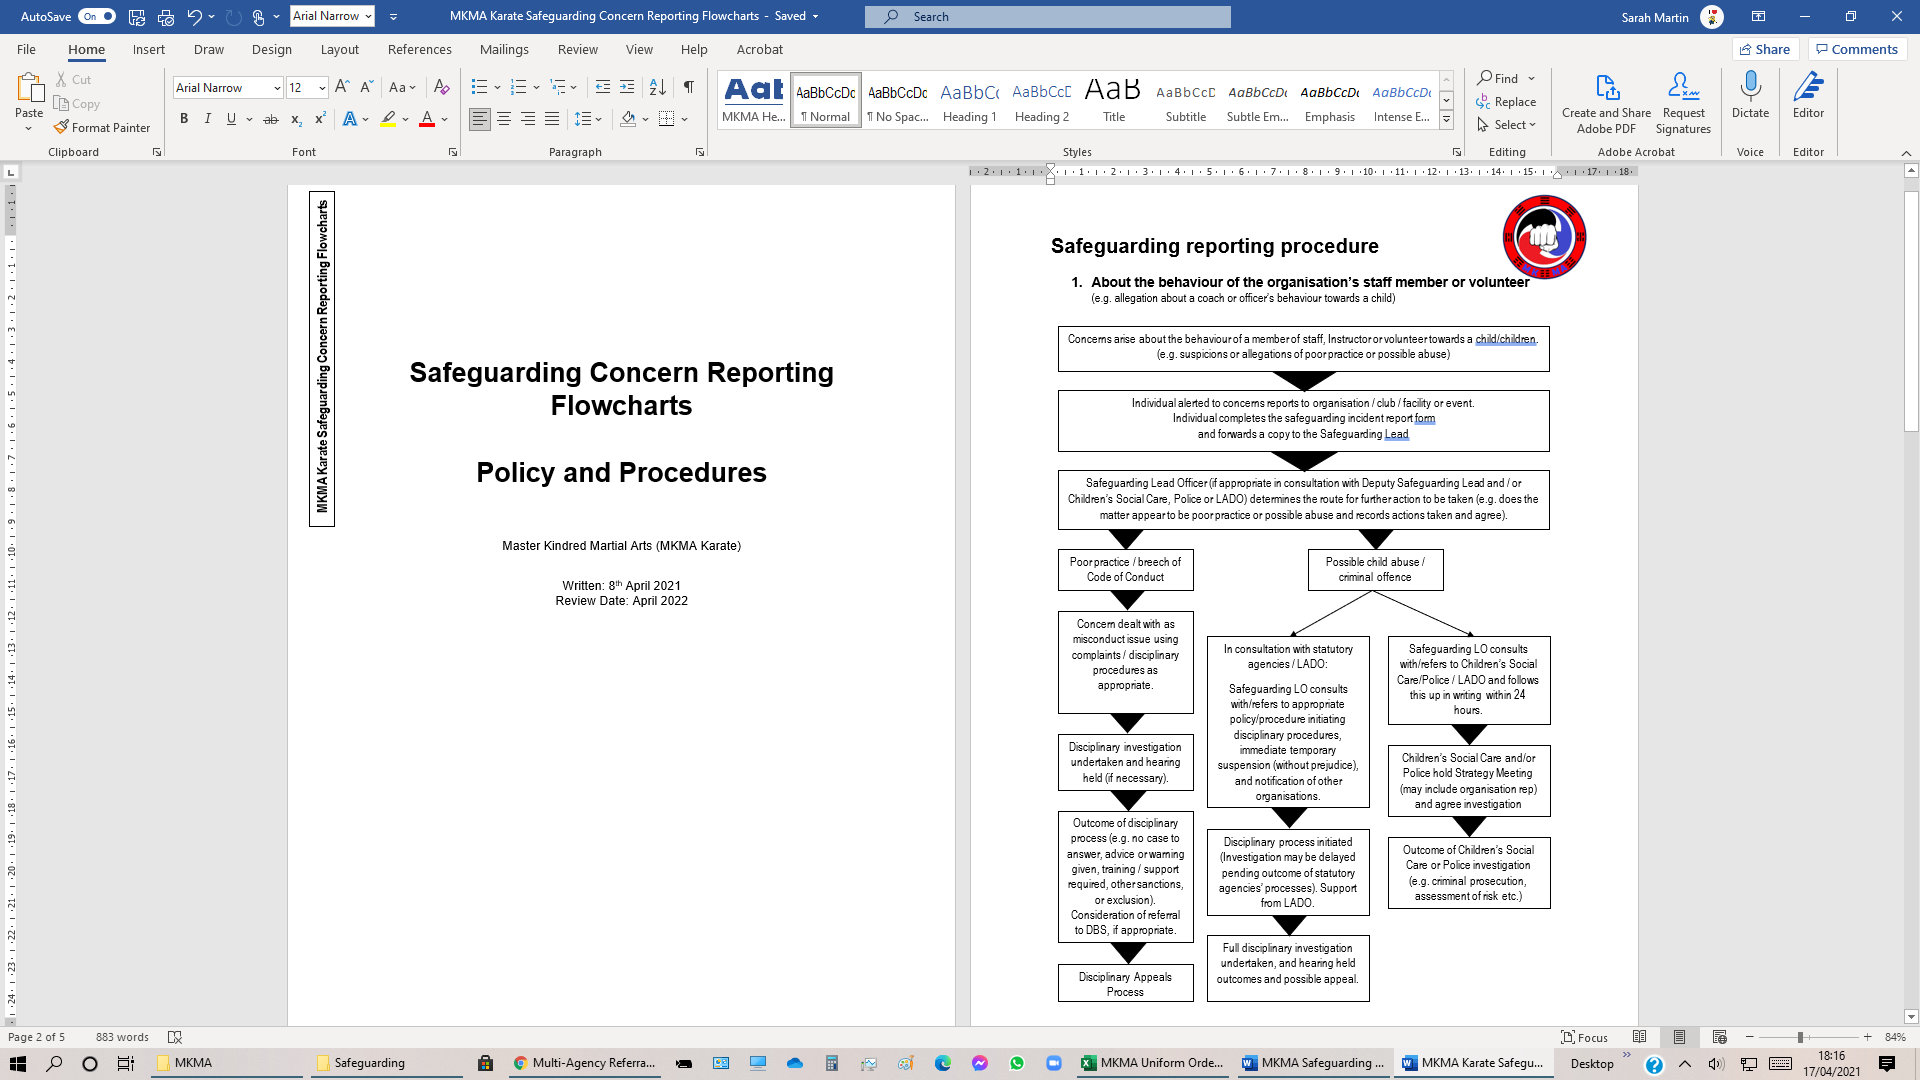 AutoSave On Arial Narrow MKMA Karate Safeguarding Concern Reporting Flowcharts - Saved Search Sarah Martin
File Home Insert Draw Design Layout References Mailings Review View Help Acrobat Share Comments
Paste
Cut
Copy
Format Painter
Clipboard
Arial Narrow 12
Font
Paragraph
AaBbCcDc AaBbCcDc AaBbCc AaBbCcD AaB AaBbCcD AaBbCcDc AaBbCcDc AaBbCcDc
MKMA He... ¶ Normal ¶ No Spac... Heading 1 Heading 2 Title Subtitle Subtle Em... Emphasis Intense E...
Styles
Find
Replace
Select
Editing
Create and Share Adobe PDF
Request Signatures
Adobe Acrobat
Dictate
Voice
Editor
Editor
MKMA Karate Safeguarding Concern Reporting Flowcharts
Safeguarding Concern Reporting
Flowcharts
Policy and Procedures
Master Kindred Martial Arts (MKMA Karate)
Written: 8th April 2021
Review Date: April 2022
Safeguarding reporting procedure
1. About the behaviour of the organisation's staff member or volunteer
(e.g. allegation about a coach or officer's behaviour towards a child)
Concerns arise about the behaviour of a member of staff, Instructor or volunteer towards a child/children.
(e.g. suspicions or allegations of poor practice or possible abuse)
Individual alerted to concerns reports to organisation / club / facility or event.
Individual completes the safeguarding incident report form
and forwards a copy to the Safeguarding Lead
Safeguarding Lead Officer (if appropriate in consultation with Deputy Safeguarding Lead and / or
Children's Social Care, Police or LADO) determines the route for further action to be taken (e.g. does the
matter appear to be poor practice or possible abuse and records actions taken and agree).
Poor practice / breech of
Code of Conduct
Concern dealt with as
misconduct issue using
complaints / disciplinary
procedures as
appropriate.
Disciplinary investigation
undertaken and hearing
held (if necessary).
Outcome of disciplinary
process (e.g. no case to
answer, advice or warning
given, training / support
required, other sanctions,
or exclusion).
Consideration of referral
to DBS, if appropriate.
Disciplinary Appeals
Process
Possible child abuse /
criminal offence
In consultation with statutory
agencies / LADO:
Safeguarding LO consults
with/refers to appropriate
policy/procedure initiating
disciplinary procedures,
immediate temporary
suspension (without prejudice),
and notification of other
organisations.
Disciplinary process initiated
(Investigation may be delayed
pending outcome of statutory
agencies' processes). Support
from LADO.
Full disciplinary investigation
undertaken, and hearing held
outcomes and possible appeal.
Safeguarding LO consults
with/refers to Children's Social
Care/Police / LADO and follows
this up in writing within 24
hours.
Children's Social Care and/or
Police hold Strategy Meeting
(may include organisation rep)
and agree investigation
Outcome of Children's Social
Care or Police investigation
(e.g. criminal prosecution,
assessment of risk etc.)
Page 2 of 5 883 words Focus 84%
MKMA Safeguarding Multi-Agency Referra... MKMA Uniform Orde... MKMA Safeguarding ... MKMA Karate Safegu... Desktop
18:16
17/04/2021